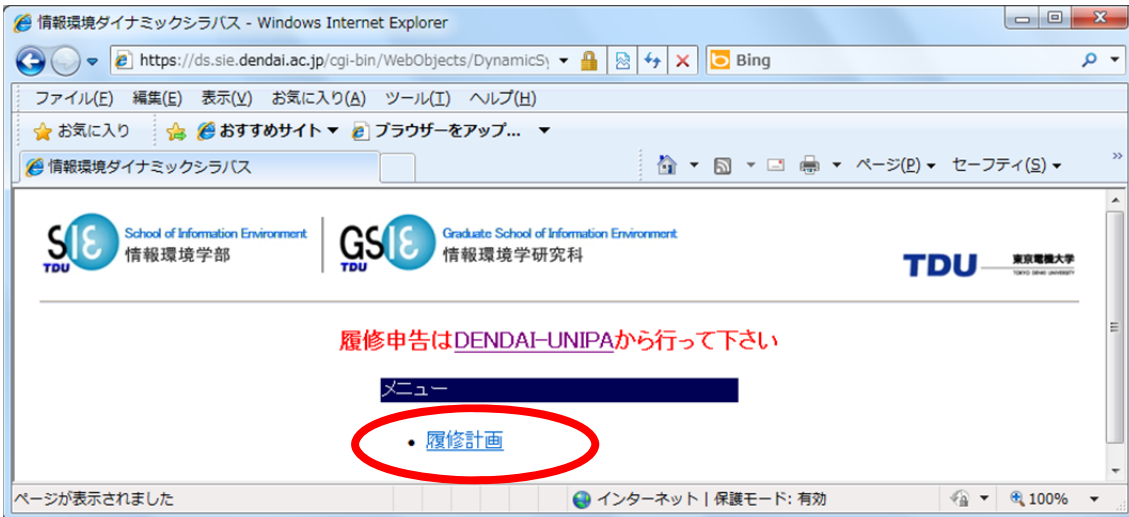 情報環境ダイナミックシラバス - Windows Internet Explorer
https://ds.sie.dendai.ac.jp/cgi-bin/WebObjects/DynamicSy
Bing
ファイル(F) 編集(E) 表示(V) お気に入り(A) ツール(T) ヘルプ(H)
お気に入り おすすめサイト ブラウザーをアップ...
情報環境ダイナミックシラバス ページ(P) セーフティ(S) »
SIE TDU School of Information Environment
情報環境学部
GSIE TDU Graduate School of Information Environment
情報環境学研究科
TDU 東京電機大学
TOKYO DENKI UNIVERSITY
履修申告はDENDAI-UNIPAから行って下さい
メニュー
• 履修計画
ページが表示されました インターネット | 保護モード: 有効 100%